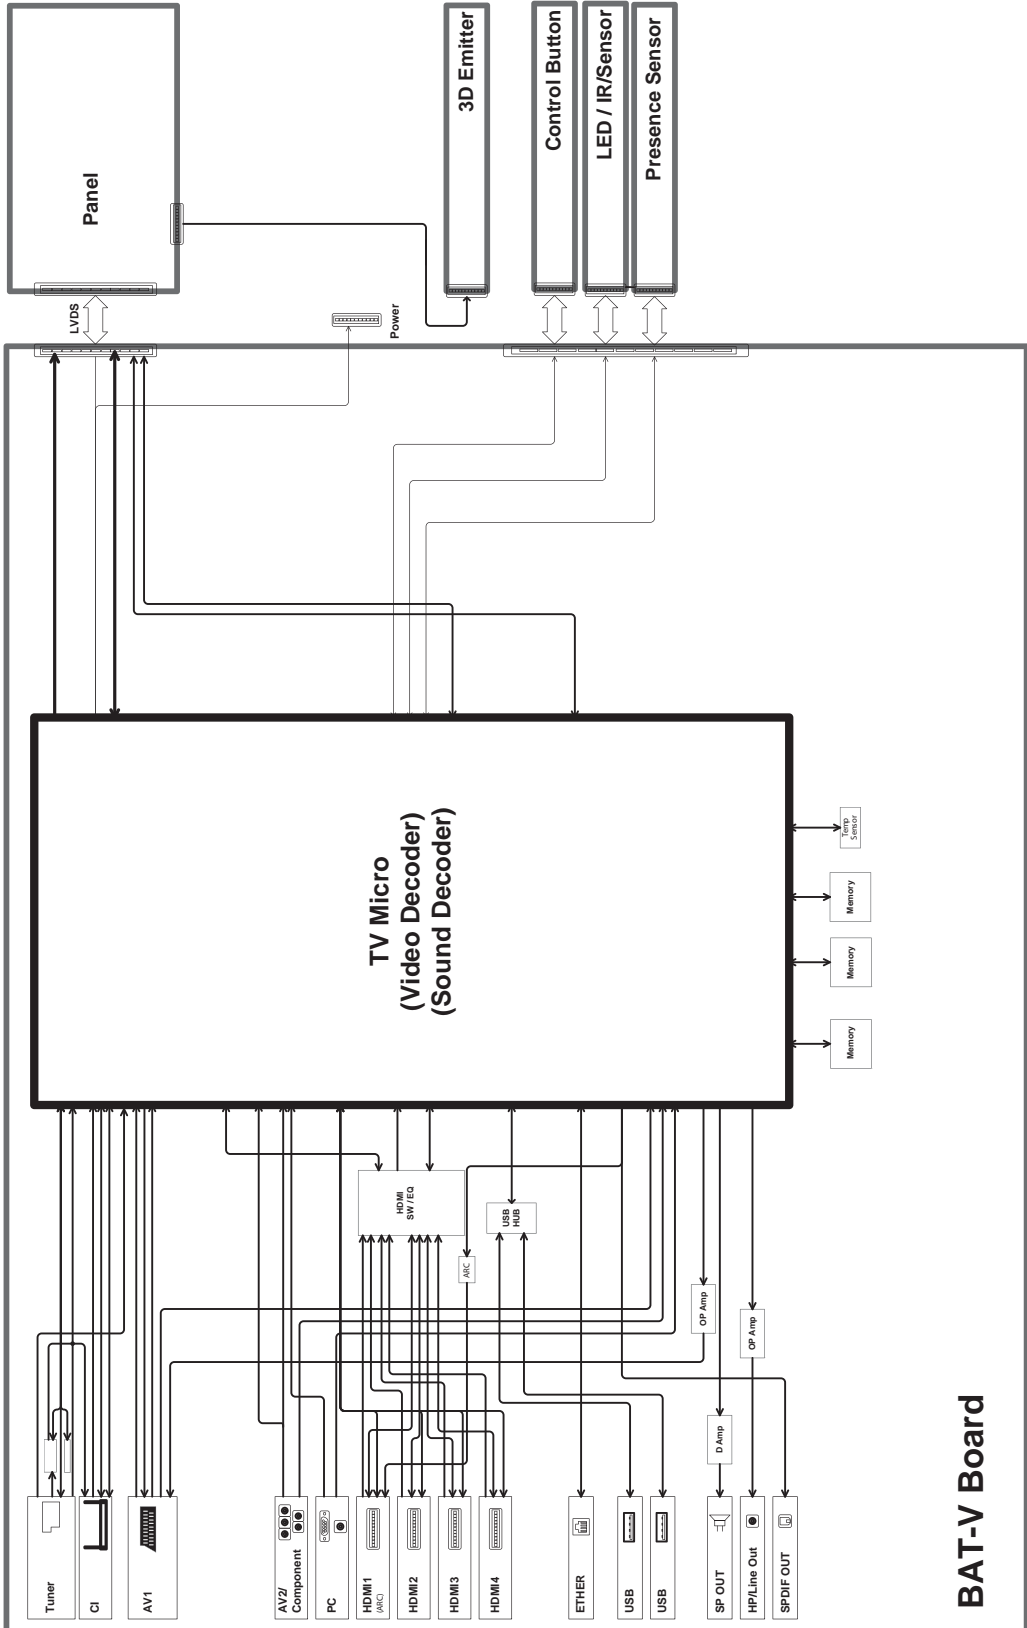 Panel
3D Emitter
Control Button
LED / IR/Sensor
Presence Sensor
LVDS
Power
TV Micro
(Video Decoder)
(Sound Decoder)
Temp
Sensor
Memory
Memory
Memory
HDMI
SW / EQ
USB
HUB
ARC
OP Amp
OP Amp
D Amp
Tuner
CI
AV1
AV2/
Component
PC
HDMI1
(ARC)
HDMI2
HDMI3
HDMI4
ETHER
USB
USB
SP OUT
HP/Line Out
SPDIF OUT
BAT-V Board